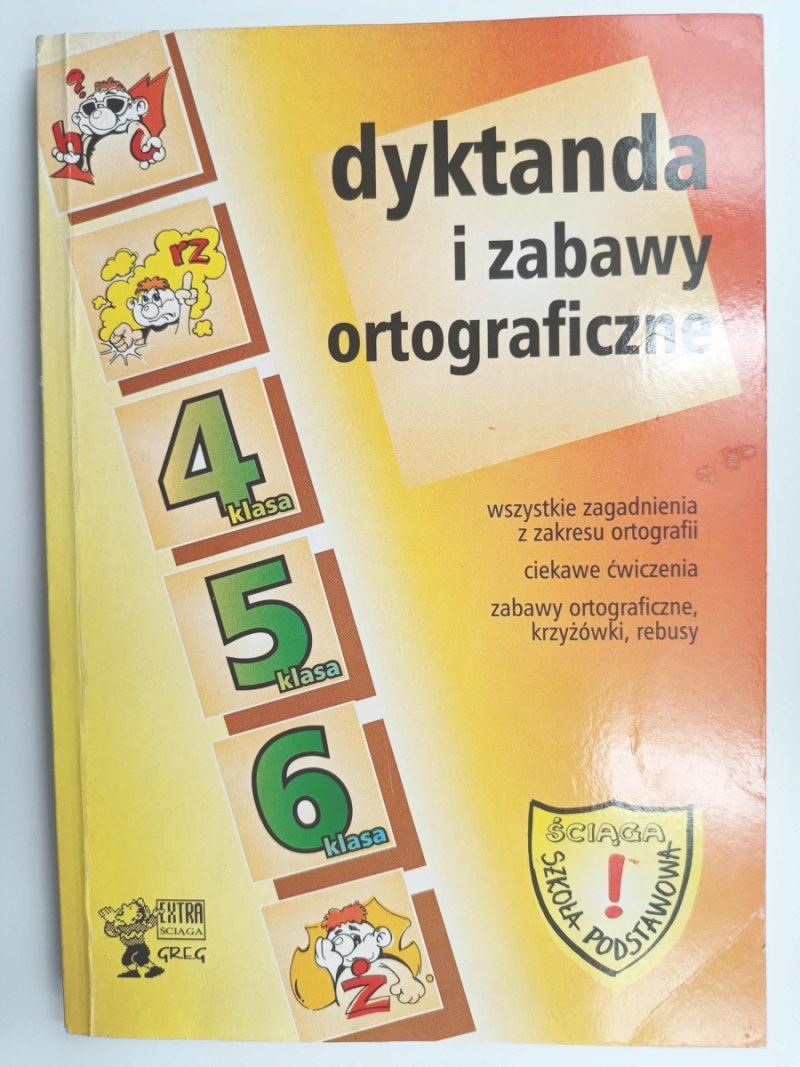 dyktanda
i zabawy
ortograficzne
h
?
rz
4
klasa
5
klasa
6
klasa
ż
wszystkie zagadnienia
z zakresu ortografii
ciekawe ćwiczenia
zabawy ortograficzne,
krzyżówki, rebusy
ŚCIĄGA
!
SZKOŁA PODSTAWOWA
EXTRA
ŚCIĄGA
GREG